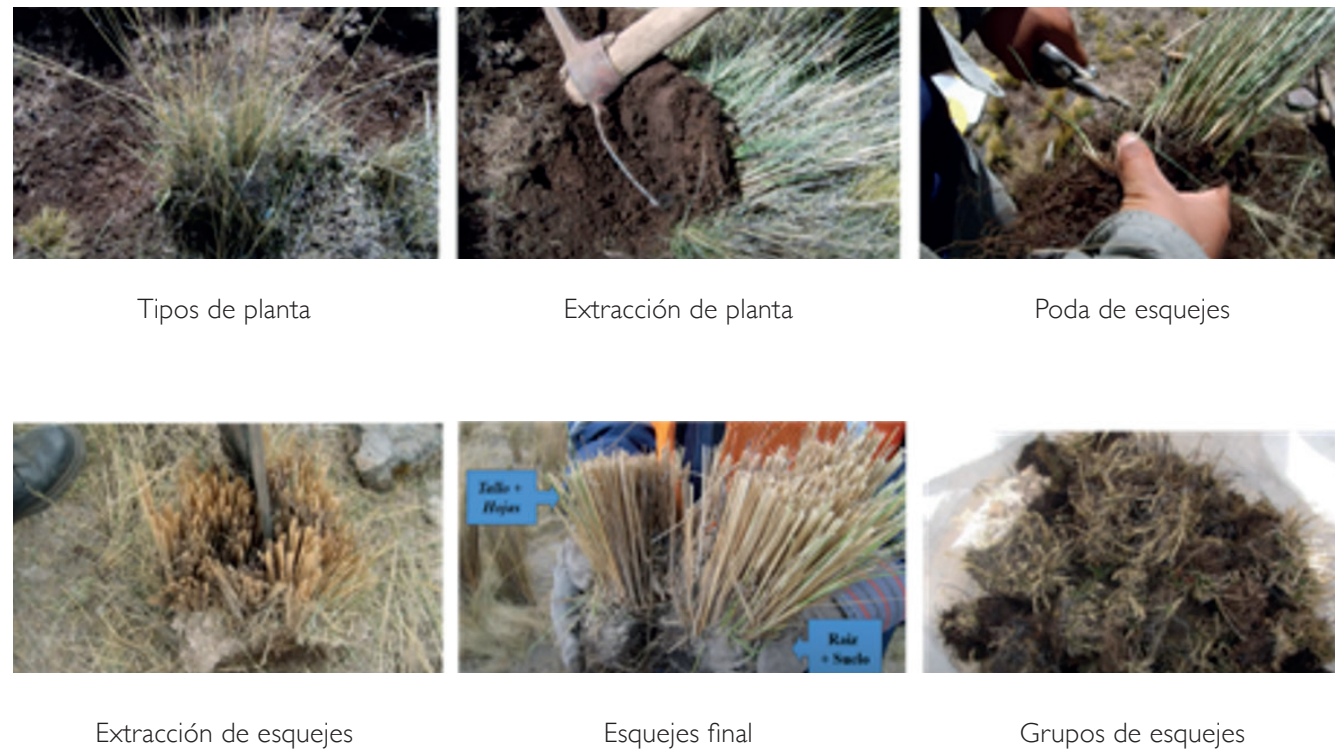 Tipos de planta
Extracción de planta
Poda de esquejes
Tallo +
Hojas
Raiz
+ Suelo
Extracción de esquejes
Esquejes final
Grupos de esquejes